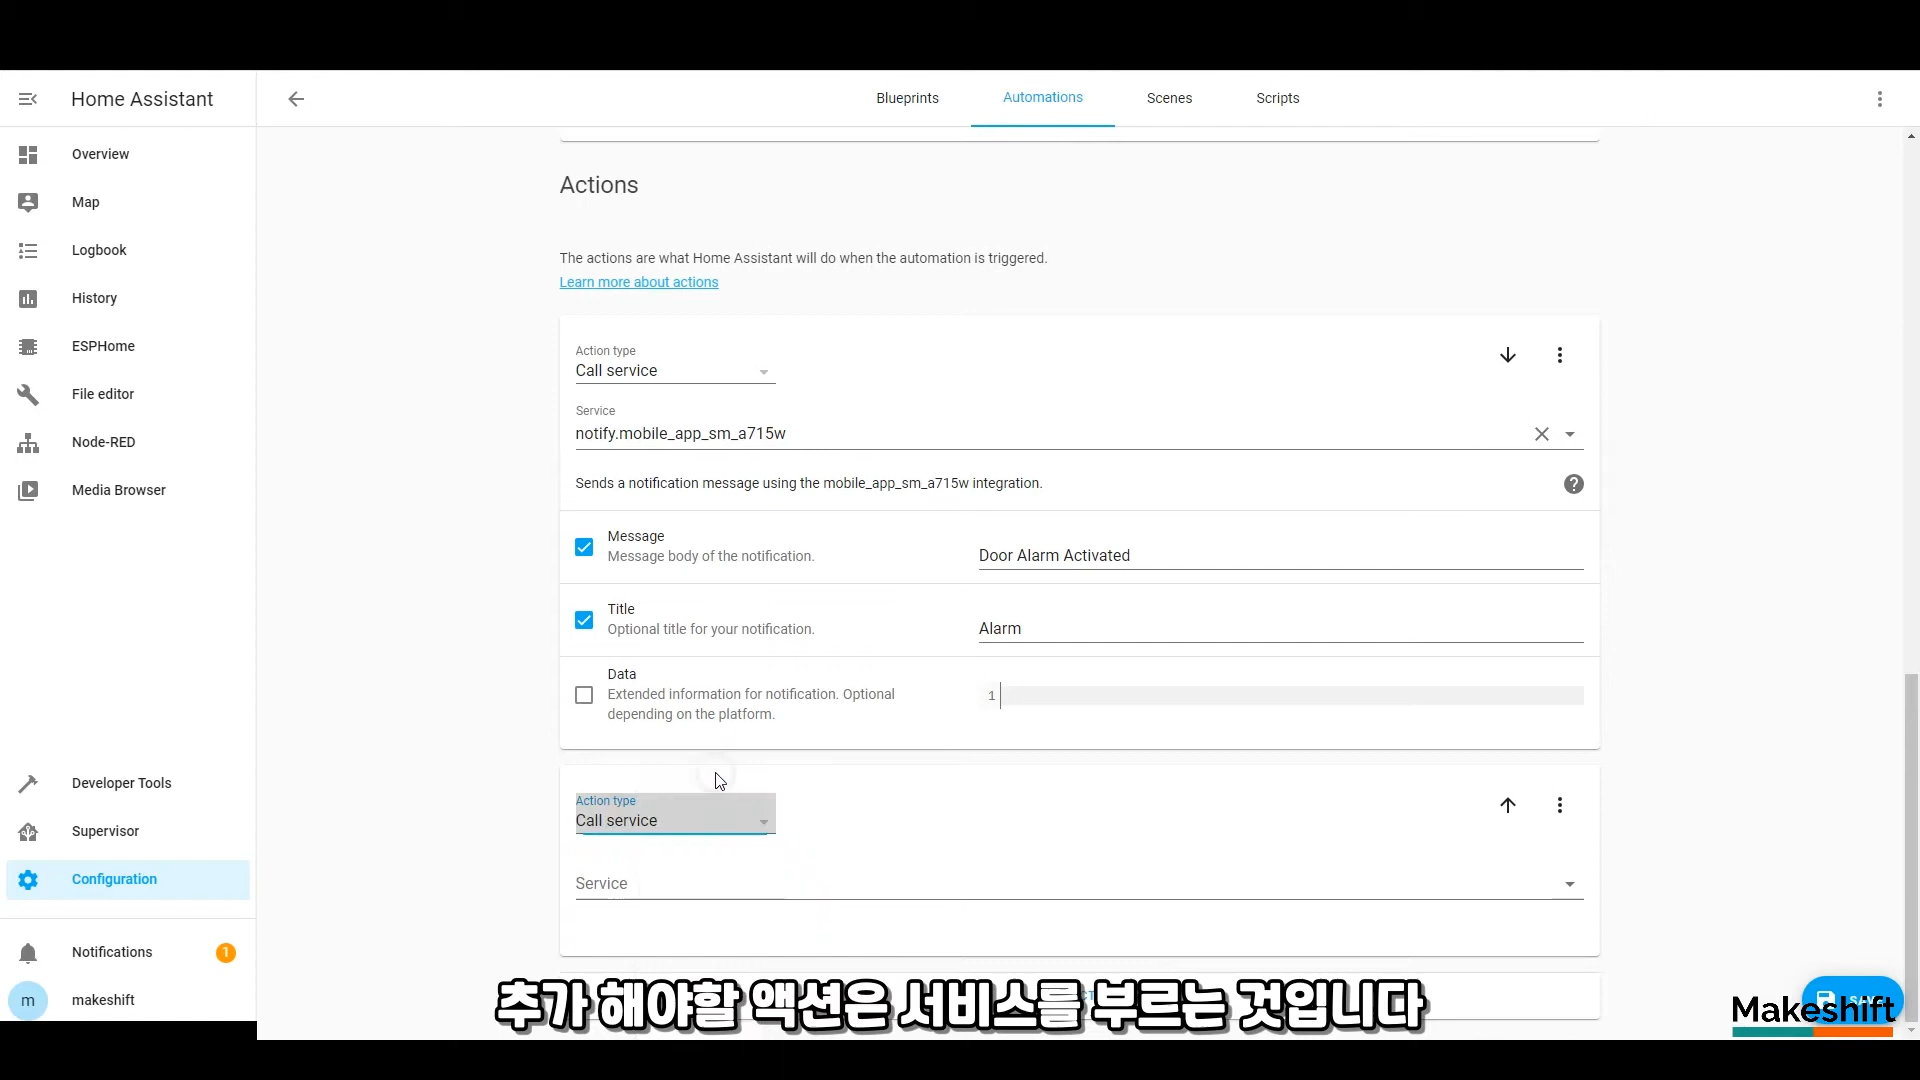 Home Assistant
Blueprints
Automations
Scenes
Scripts
Overview
Map
Logbook
History
ESPHome
File editor
Node-RED
Media Browser
Developer Tools
Supervisor
Configuration
Notifications
1
m
makeshift
Actions
The actions are what Home Assistant will do when the automation is triggered.
Learn more about actions
Action type
Call service
Service
notify.mobile_app_sm_a715w
Sends a notification message using the mobile_app_sm_a715w integration.
Message
Message body of the notification.
Door Alarm Activated
Title
Optional title for your notification.
Alarm
Data
Extended information for notification. Optional
depending on the platform.
1
Action type
Call service
Service
추가 해야할 액션은 서비스를 부르는 것입니다
Makeshift